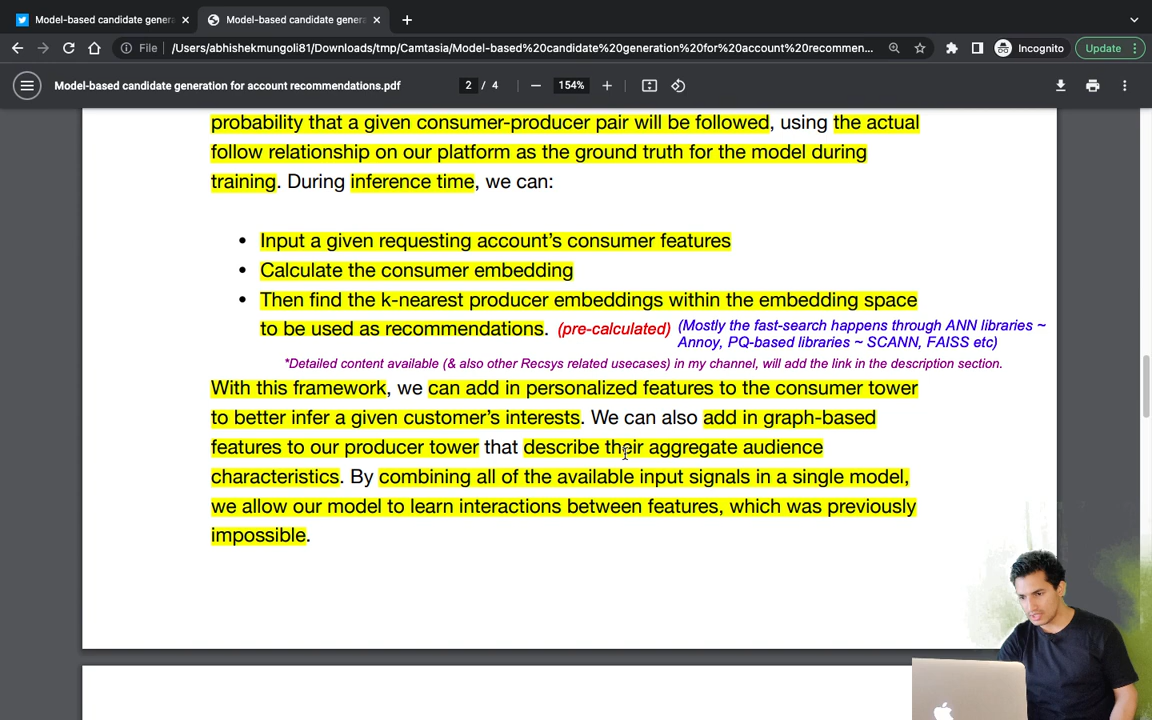 Model-based candidate genera
Model-based candidate genera
File
/Users/abhishekmungoli81/Downloads/tmp/Camtasia/Model-based%20candidate%20generation%20for%20account%20recommen...
Incognito
Update
Model-based candidate generation for account recommendations.pdf
2 / 4
154%
probability that a given consumer-producer pair will be followed, using the actual
follow relationship on our platform as the ground truth for the model during
training. During inference time, we can:
• Input a given requesting account's consumer features
• Calculate the consumer embedding
• Then find the k-nearest producer embeddings within the embedding space
to be used as recommendations. (pre-calculated) (Mostly the fast-search happens through ANN libraries ~
Annoy, PQ-based libraries ~ SCANN, FAISS etc)
*Detailed content available (& also other Recsys related usecases) in my channel, will add the link in the description section.
With this framework, we can add in personalized features to the consumer tower
to better infer a given customer's interests. We can also add in graph-based
features to our producer tower that describe their aggregate audience
characteristics. By combining all of the available input signals in a single model,
we allow our model to learn interactions between features, which was previously
impossible.